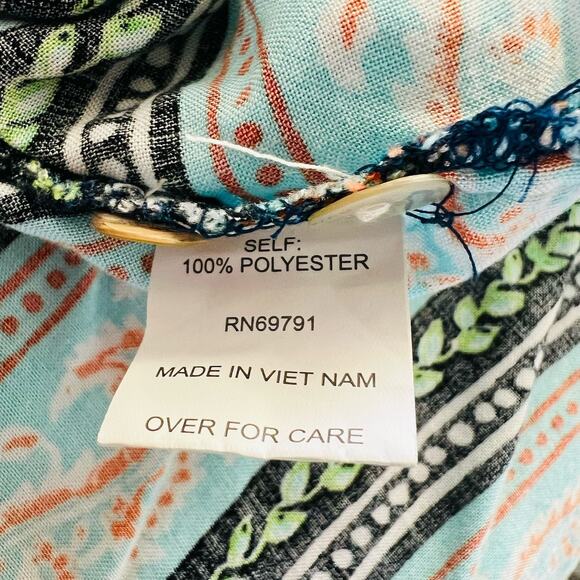 SELF:
100% POLYESTER
RN69791
MADE IN VIET NAM
OVER FOR CARE